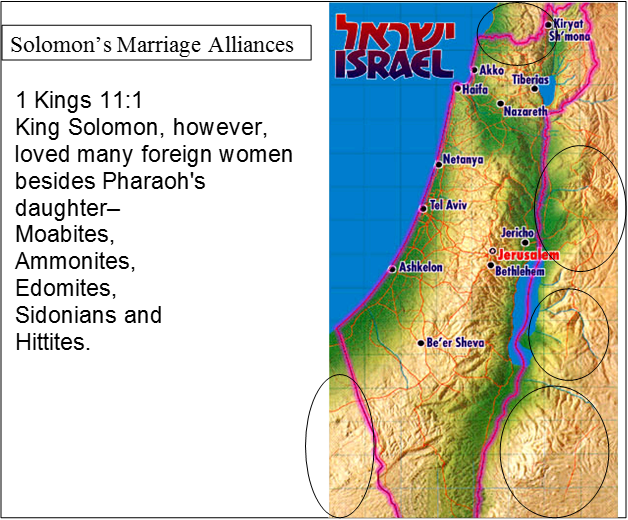 Solomon's Marriage Alliances
1 Kings 11:1
King Solomon, however,
loved many foreign women
besides Pharaoh's
daughter–
Moabites,
Ammonites,
Edomites,
Sidonians and
Hittites.
ישראל
ISRAEL
Kiryat
Sh'mona
Akko
Tiberias
Haifa
Nazareth
Netanya
Tel Aviv
Jericho
Jerusalem
Bethlehem
Ashkelon
Be'er Sheva